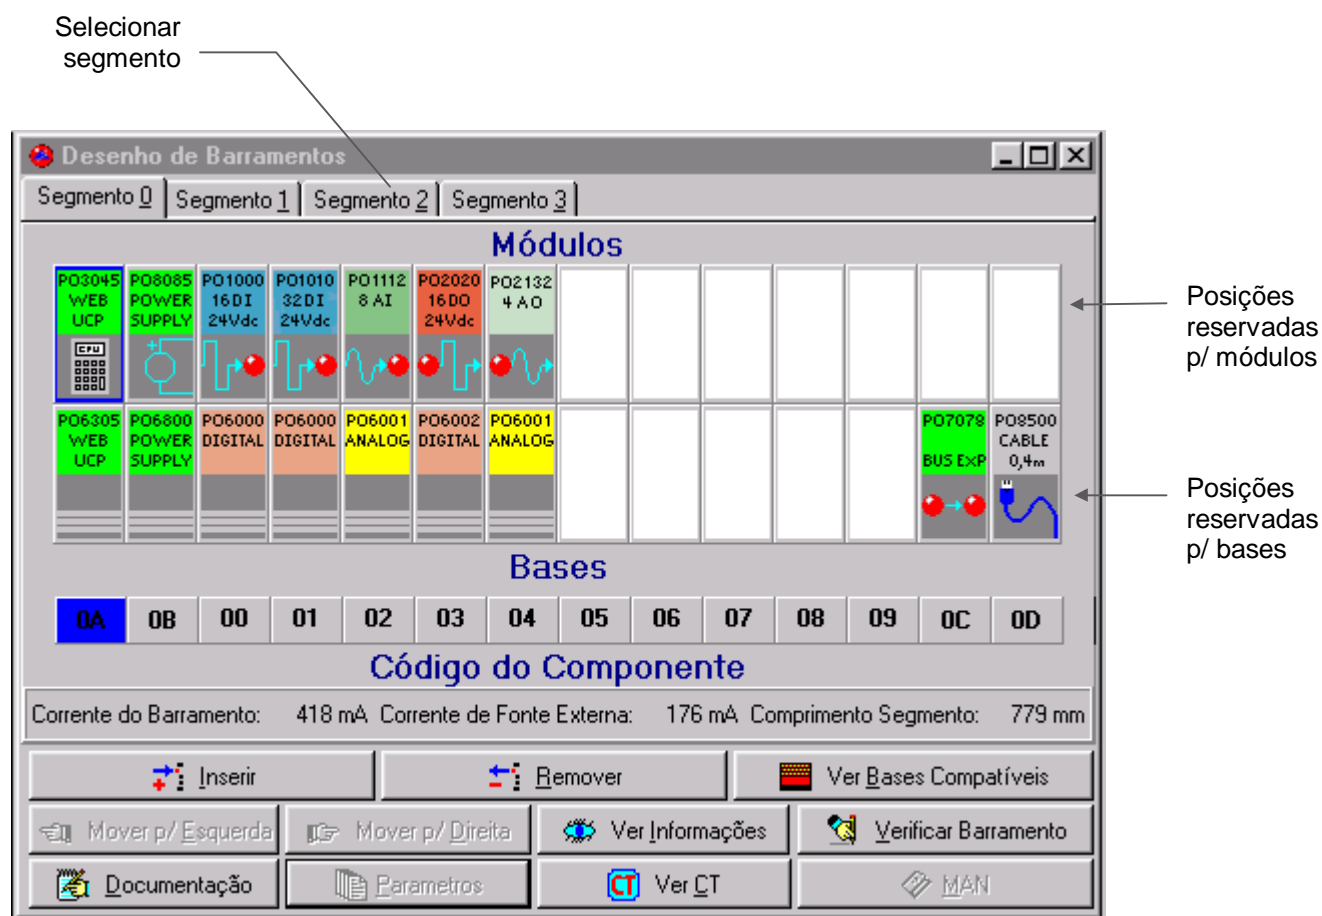 Selecionar
segmento
Desenho de Barramentos
Segmento 0 Segmento 1 Segmento 2 Segmento 3
Módulos
PO3045 PO8085 PO1000 PO1010 PO1112 PO2020 PO2132
WEB POWER 16DI 32DI 8 AI 16DO 4 AO
UCP SUPPLY 24Vdc 24Vdc 24Vdc
CPU
Posições
reservadas
p/ módulos
PO6305 PO6800 PO6000 PO6000 PO6001 PO6002 PO6001 PO7078 PO8500
WEB POWER DIGITAL DIGITAL ANALOG DIGITAL ANALOG CABLE
UCP SUPPLY BUS EXP 0,4m
Posições
reservadas
p/ bases
Bases
0A 0B 00 01 02 03 04 05 06 07 08 09 0C 0D
Código do Componente
Corrente do Barramento: 418 mA Corrente de Fonte Externa: 176 mA Comprimento Segmento: 779 mm
Inserir Remover Ver Bases Compatíveis
Mover p/ Esquerda Mover p/ Direita Ver Informações Verificar Barramento
Documentação Parametros CT Ver CT MAN